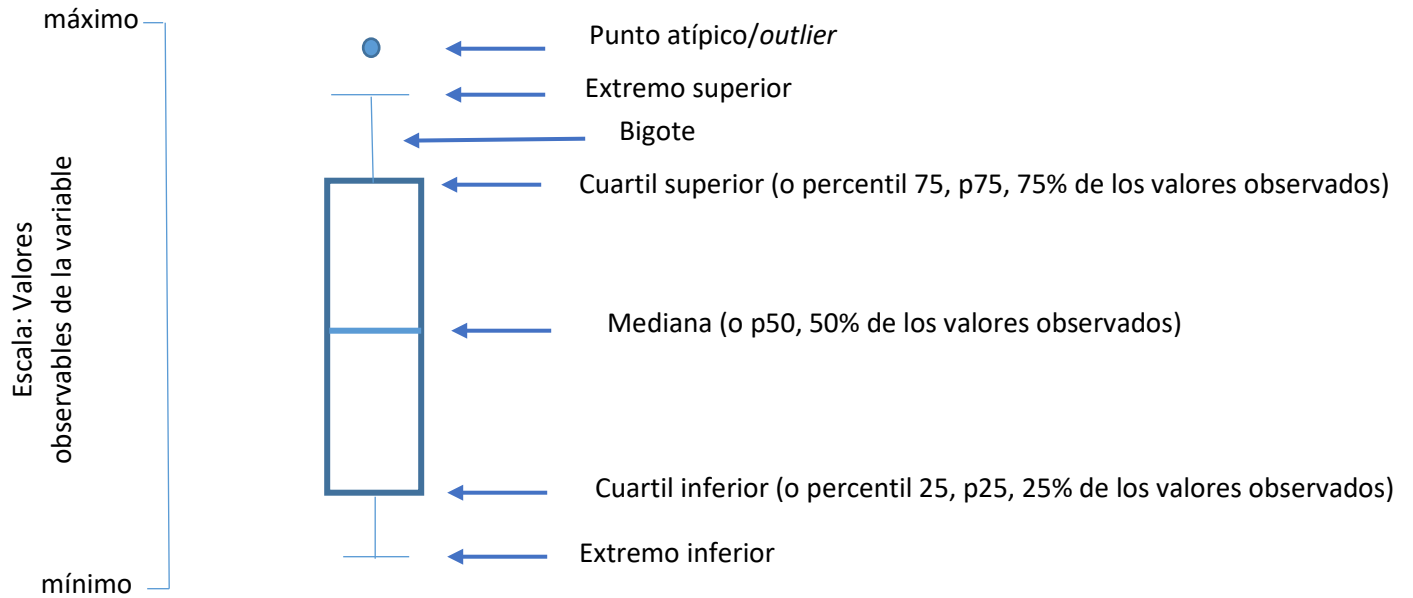 máximo
Punto atípico/outlier
Extremo superior
Bigote
Cuartil superior (o percentil 75, p75, 75% de los valores observados)
Escala: Valores
observables de la variable
Mediana (o p50, 50% de los valores observados)
Cuartil inferior (o percentil 25, p25, 25% de los valores observados)
Extremo inferior
mínimo